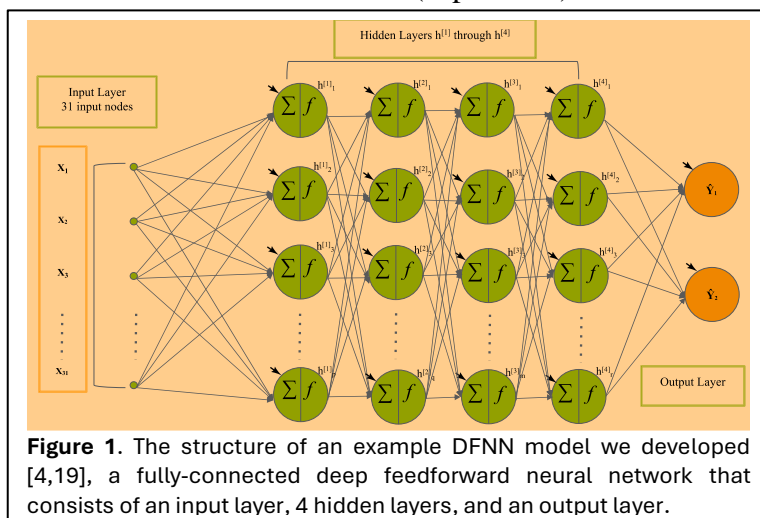 Hidden Layers h[1] through h[4]
Input Layer
31 input nodes
X1
X2
X3
X31
∑ f h[1]1
∑ f h[2]1
∑ f h[3]1
∑ f h[4]1
∑ f h[1]2
∑ f h[2]2
∑ f
∑ f h[4]2
∑ f h[1]3
∑ f h[2]3
∑ f h[3]3
∑ f h[4]3
∑ f
∑ f h[2]q
∑ f h[3]m
∑ f
Ŷ1
Ŷ2
Output Layer
Figure 1. The structure of an example DFNN model we developed
[4,19], a fully-connected deep feedforward neural network that
consists of an input layer, 4 hidden layers, and an output layer.